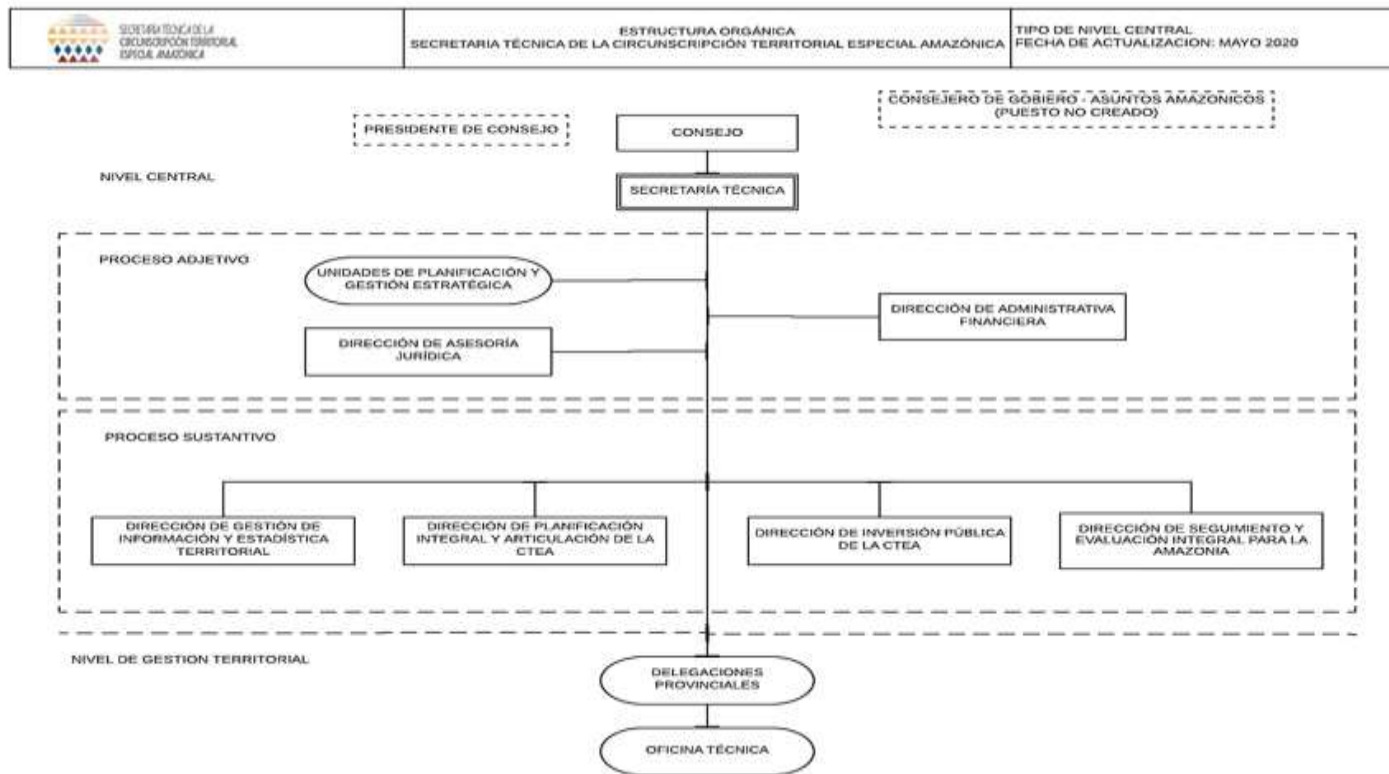 SECRETARÍA TÉCNICA DE LA
CIRCUNSCRIPCIÓN TERRITORIAL
ESPECIAL AMAZÓNICA
ESTRUCTURA ORGÁNICA
SECRETARIA TÉCNICA DE LA CIRCUNSCRIPCIÓN TERRITORIAL ESPECIAL AMAZÓNICA
TIPO DE NIVEL CENTRAL
FECHA DE ACTUALIZACION: MAYO 2020
CONSEJERO DE GOBIERO - ASUNTOS AMAZONICOS
(PUESTO NO CREADO)
PRESIDENTE DE CONSEJO
CONSEJO
NIVEL CENTRAL
SECRETARÍA TÉCNICA
PROCESO ADJETIVO
UNIDADES DE PLANIFICACIÓN Y
GESTIÓN ESTRATÉGICA
DIRECCIÓN DE ADMINISTRATIVA
FINANCIERA
DIRECCIÓN DE ASESORÍA
JURÍDICA
PROCESO SUSTANTIVO
DIRECCIÓN DE GESTIÓN DE
INFORMACIÓN Y ESTADÍSTICA
TERRITORIAL
DIRECCIÓN DE PLANIFICACIÓN
INTEGRAL Y ARTICULACIÓN DE LA
CTEA
DIRECCIÓN DE INVERSIÓN PÚBLICA
DE LA CTEA
DIRECCIÓN DE SEGUIMIENTO Y
EVALUACIÓN INTEGRAL PARA LA
AMAZONIA
NIVEL DE GESTION TERRITORIAL
DELEGACIONES
PROVINCIALES
OFICINA TÉCNICA